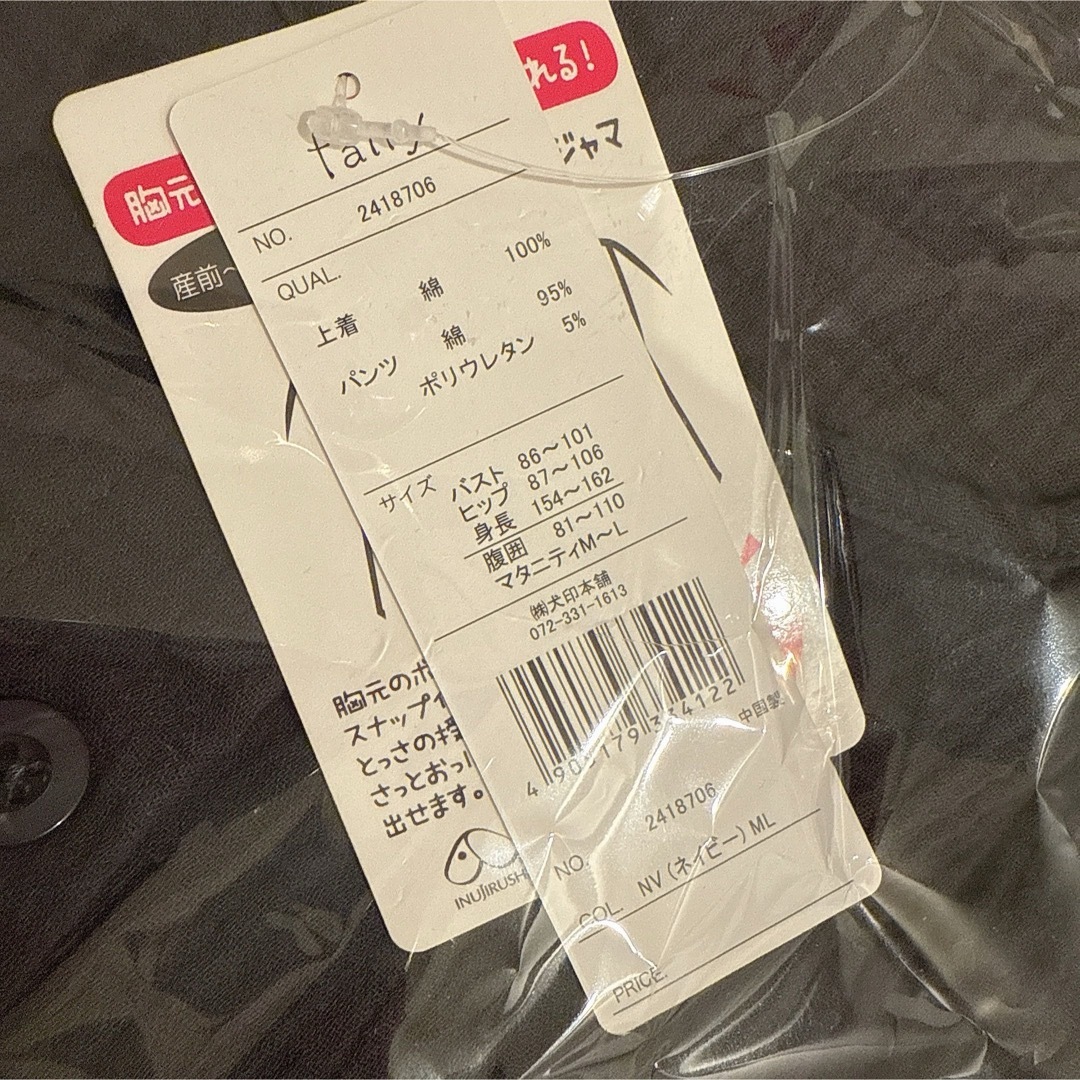 れる!
ジャマ
胸元
産前~
NO. 2418706
QUAL.
上着 綿 100%
パンツ 綿 95%
ポリウレタン 5%
サイズ バスト 86～101
ヒップ 87～106
身長 154～162
腹囲 81～110
マタニティM～L
㈱犬印本舗
072-331-1613
中国製
NO. 2418706
COL. NV(ネイビー)ML
PRICE.
胸元のボ
スナップ
とっさの授
さっとおっ
出せます。
INUJIRUSHI